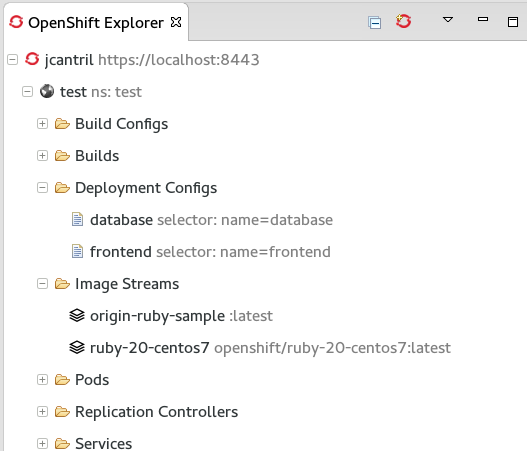 OpenShift Explorer
jcantril https://localhost:8443
test ns: test
Build Configs
Builds
Deployment Configs
database selector: name=database
frontend selector: name=frontend
Image Streams
origin-ruby-sample :latest
ruby-20-centos7 openshift/ruby-20-centos7:latest
Pods
Replication Controllers
Services